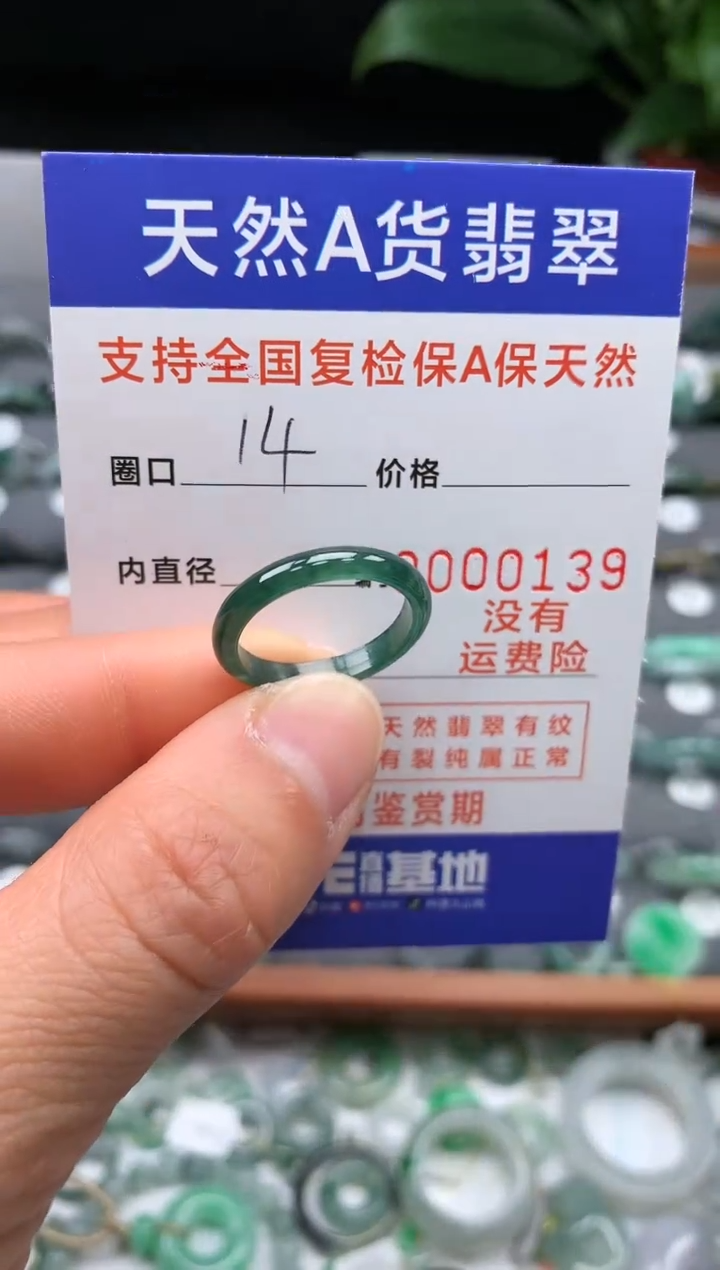 天然A货翡翠
支持全国复检保A保天然
圈口 14 价格
内直径 0000139
没有
运费险
天然翡翠有纹
有裂纯属正常
鉴赏期
基地